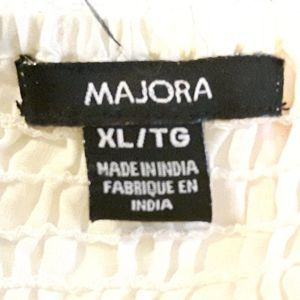 MAJORA
XL/TG
MADE IN INDIA
FABRIQUE EN
INDIA